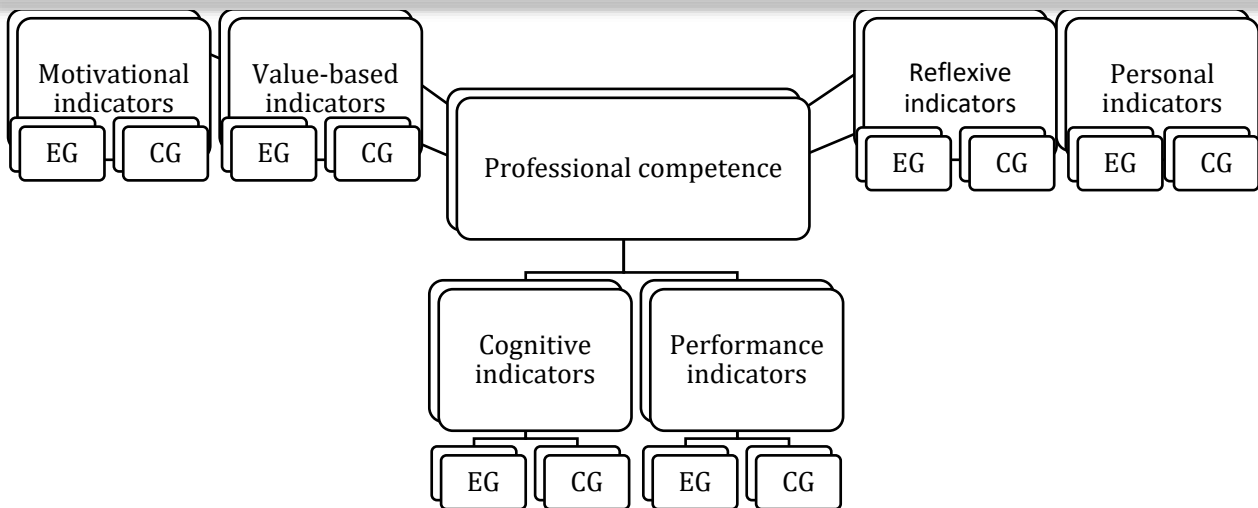 Motivational
indicators
Value-based
indicators
Reflexive
indicators
Personal
indicators
EG
CG
EG
CG
Professional competence
EG
CG
EG
CG
Cognitive
indicators
Performance
indicators
EG
CG
EG
CG